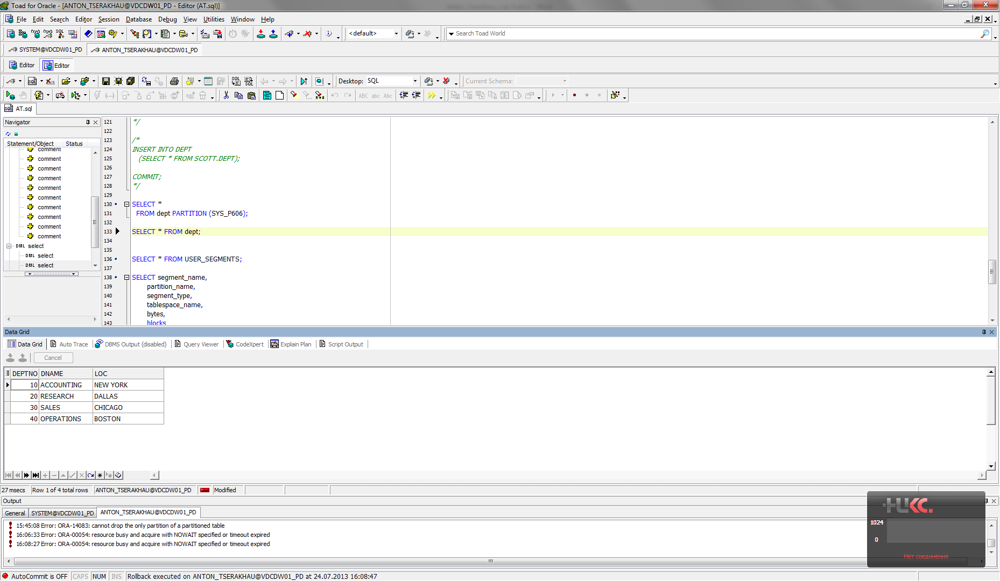 Toad for Oracle - [ANTON_TSERAKHAU@VDCDW01_PD - Editor (AT.sql)]
File Edit Search Editor Session Database Debug View Utilities Window Help
<default>
Search Toad World
SYSTEM@VDCDW01_PD ANTON_TSERAKHAU@VDCDW01_PD
Editor Editor
Desktop: SQL Current Schema:
ABC abc Abc
AT.sql
Navigator
Statement/Object Status
comment
comment
comment
comment
comment
comment
comment
comment
comment
comment
DML select
DML select
DML select
121 */
122
123 /*
124 INSERT INTO DEPT
125 (SELECT * FROM SCOTT.DEPT);
126
127 COMMIT;
128 */
129
130 SELECT *
131 FROM dept PARTITION (SYS_P606);
132
133 SELECT * FROM dept;
134
135
136 SELECT * FROM USER_SEGMENTS;
137
138 SELECT segment_name,
139 partition_name,
140 segment_type,
141 tablespace_name,
142 bytes,
143 blocks
Data Grid
Data Grid Auto Trace DBMS Output (disabled) Query Viewer CodeXpert Explain Plan Script Output
Cancel
DEPTNO DNAME LOC
10 ACCOUNTING NEW YORK
20 RESEARCH DALLAS
30 SALES CHICAGO
40 OPERATIONS BOSTON
27 msecs Row 1 of 4 total rows ANTON_TSERAKHAU@VDCDW01_PD Modified
Output
General SYSTEM@VDCDW01_PD ANTON_TSERAKHAU@VDCDW01_PD
15:45:08 Error: ORA-14083: cannot drop the only partition of a partitioned table
16:06:33 Error: ORA-00054: resource busy and acquire with NOWAIT specified or timeout expired
16:08:27 Error: ORA-00054: resource busy and acquire with NOWAIT specified or timeout expired
1024
0
Нет соединения
AutoCommit is OFF CAPS NUM INS Rollback executed on ANTON_TSERAKHAU@VDCDW01_PD at 24.07.2013 16:08:47